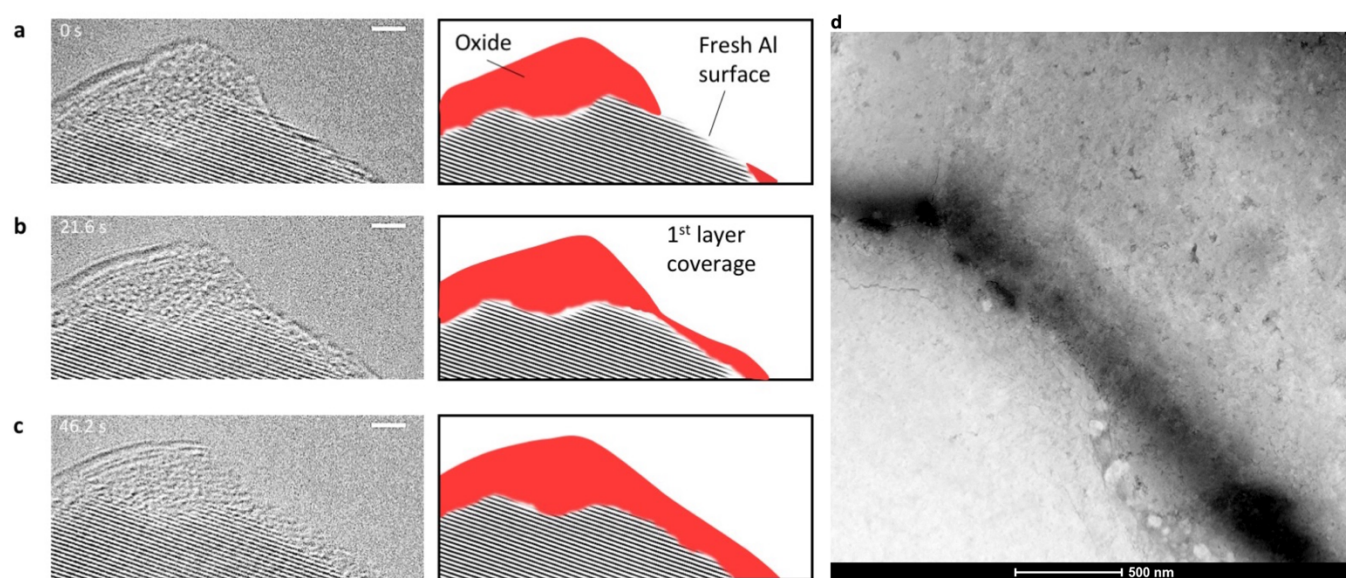 a
0 s
Oxide
Fresh Al
surface
b
21.6 s
1st layer
coverage
c
46.2 s
d
500 nm